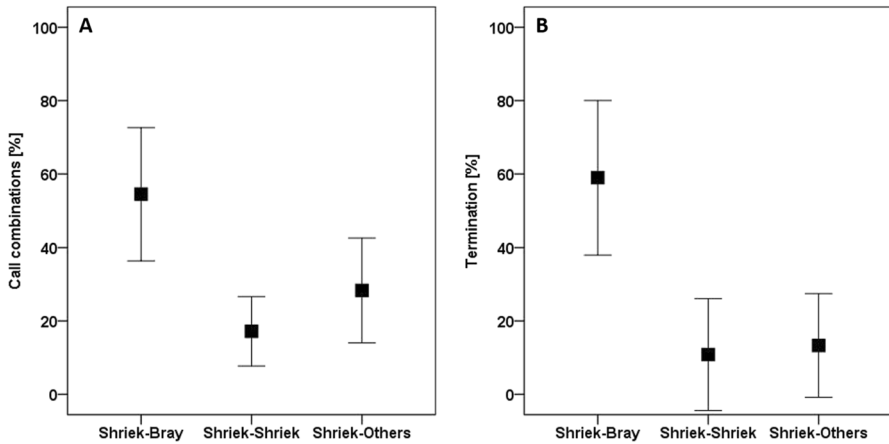 A
Call combinations [%]
100
80
60
40
20
0
Shriek-Bray Shriek-Shriek Shriek-Others
B
Termination [%]
100
80
60
40
20
0
Shriek-Bray Shriek-Shriek Shriek-Others